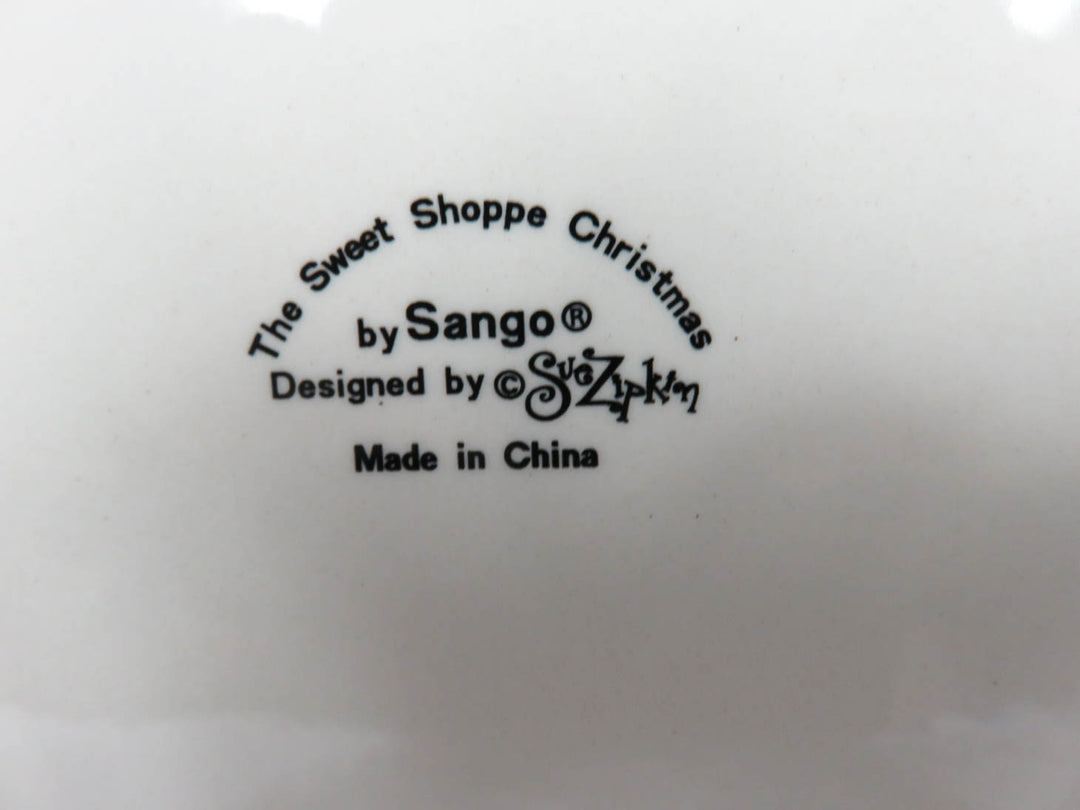 The Sweet Shoppe Christmas
by Sango®
Designed by © Sue Zipkin
Made in China